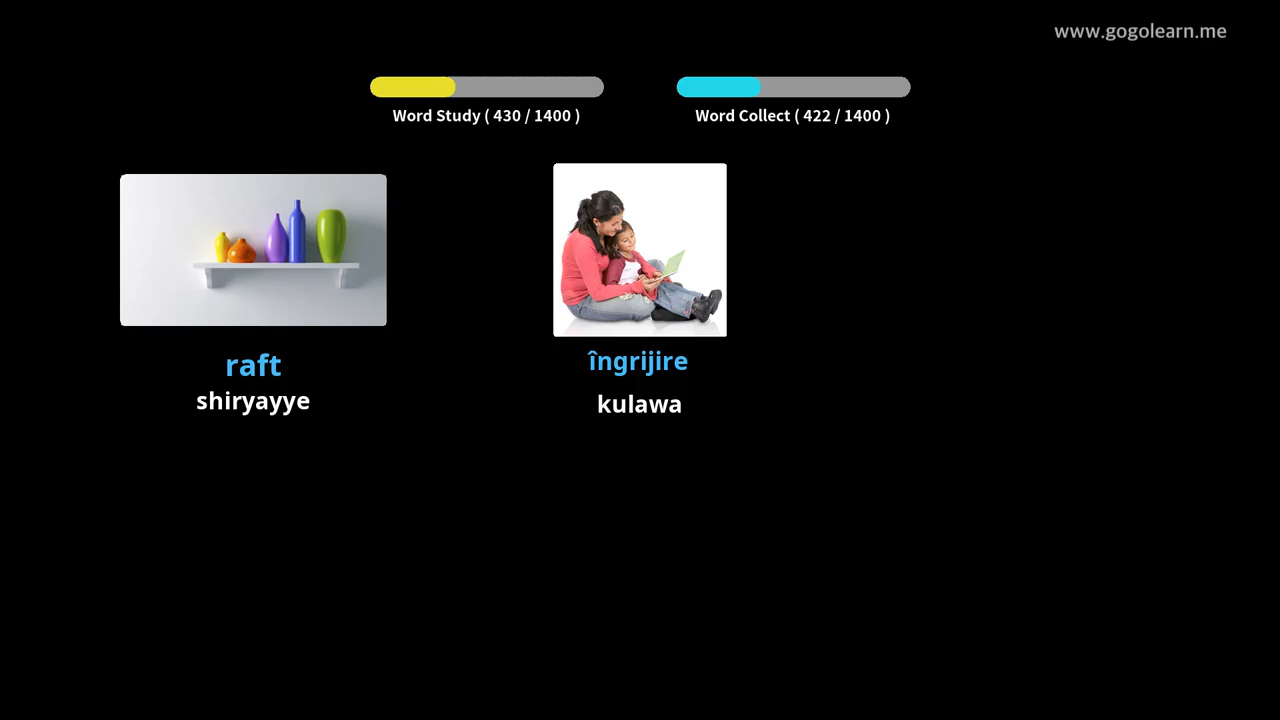 www.gogolearn.me
Word Study ( 430 / 1400 )
Word Collect ( 422 / 1400 )
raft
shiryayye
îngrijire
kulawa